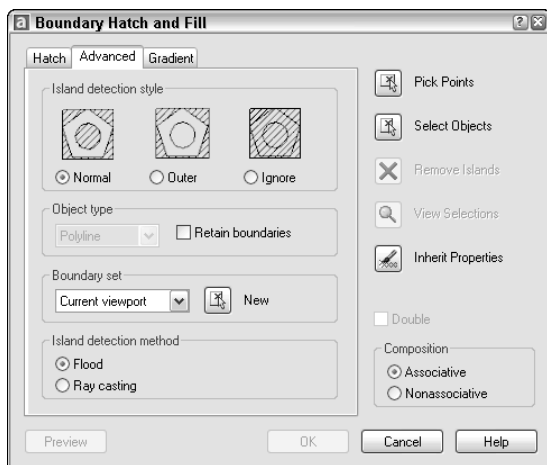 a Boundary Hatch and Fill
Hatch Advanced Gradient
Island detection style
Normal Outer Ignore
Object type
Polyline Retain boundaries
Boundary set
Current viewport New
Island detection method
Flood
Ray casting
Pick Points
Select Objects
Remove Islands
View Selections
Inherit Properties
Double
Composition
Associative
Nonassociative
Preview OK Cancel Help